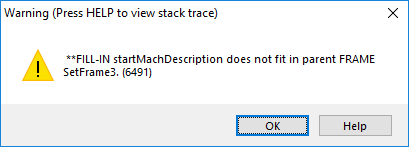 Warning (Press HELP to view stack trace)
**FILL-IN startMachDescription does not fit in parent FRAME
SetFrame3. (6491)
OK
Help